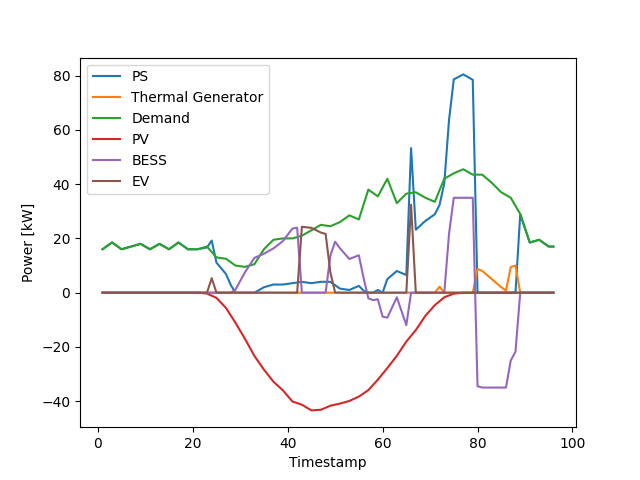 PS
Thermal Generator
Demand
PV
BESS
EV
Power [kW]
80
60
40
20
0
−20
−40
0 20 40 60 80 100
Timestamp